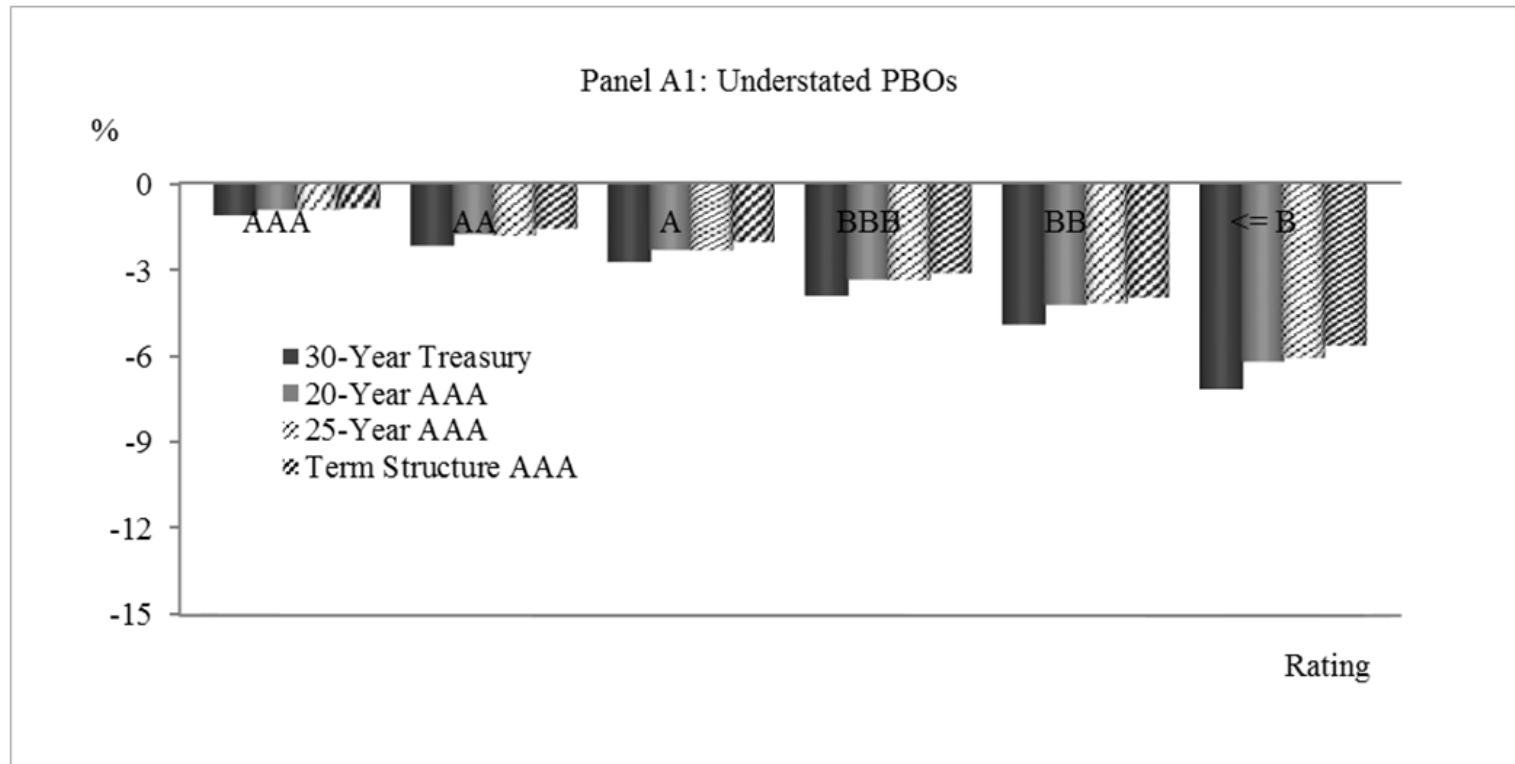 Panel A1: Understated PBOs
%
0
AAA AA A BBB BB <= B
-3
-6
30-Year Treasury
20-Year AAA
-9
25-Year AAA
Term Structure AAA
-12
-15
Rating